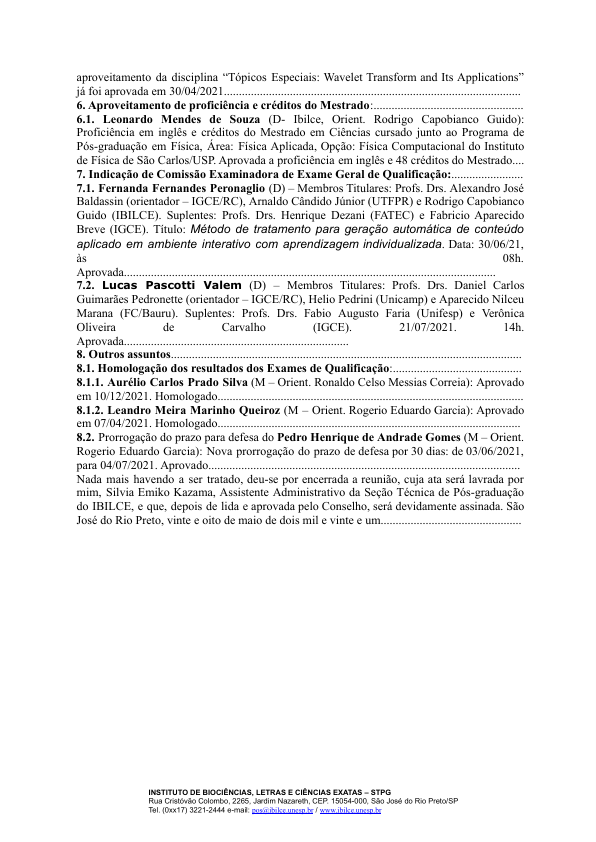 aproveitamento da disciplina “Tópicos Especiais: Wavelet Transform and Its Applications”
já foi aprovada em 30/04/2021...................................................................................................
6. Aproveitamento de proficiência e créditos do Mestrado:..................................................
6.1. Leonardo Mendes de Souza (D- Ibilce, Orient. Rodrigo Capobianco Guido):
Proficiência em inglês e créditos do Mestrado em Ciências cursado junto ao Programa de
Pós-graduação em Física, Área: Física Aplicada, Opção: Física Computacional do Instituto
de Física de São Carlos/USP. Aprovada a proficiência em inglês e 48 créditos do Mestrado....
7. Indicação de Comissão Examinadora de Exame Geral de Qualificação:........................
7.1. Fernanda Fernandes Peronaglio (D) – Membros Titulares: Profs. Drs. Alexandro José
Baldassin (orientador – IGCE/RC), Arnaldo Cândido Júnior (UTFPR) e Rodrigo Capobianco
Guido (IBILCE). Suplentes: Profs. Drs. Henrique Dezani (FATEC) e Fabricio Aparecido
Breve (IGCE). Título: Método de tratamento para geração automática de conteúdo
aplicado em ambiente interativo com aprendizagem individualizada. Data: 30/06/21,
às 08h.
Aprovada............................................................................................................................
7.2. Lucas Pascotti Valem (D) – Membros Titulares: Profs. Drs. Daniel Carlos
Guimarães Pedronette (orientador – IGCE/RC), Helio Pedrini (Unicamp) e Aparecido Nilceu
Marana (FC/Bauru). Suplentes: Profs. Drs. Fabio Augusto Faria (Unifesp) e Verônica
Oliveira de Carvalho (IGCE). 21/07/2021. 14h.
Aprovada...........................................................................
8. Outros assuntos.....................................................................................................................
8.1. Homologação dos resultados dos Exames de Qualificação:...........................................
8.1.1. Aurélio Carlos Prado Silva (M – Orient. Ronaldo Celso Messias Correia): Aprovado
em 10/12/2021. Homologado......................................................................................................
8.1.2. Leandro Meira Marinho Queiroz (M – Orient. Rogerio Eduardo Garcia): Aprovado
em 07/04/2021. Homologado......................................................................................................
8.2. Prorrogação do prazo para defesa do Pedro Henrique de Andrade Gomes (M – Orient.
Rogerio Eduardo Garcia): Nova prorrogação do prazo de defesa por 30 dias: de 03/06/2021,
para 04/07/2021. Aprovado........................................................................................................
Nada mais havendo a ser tratado, deu-se por encerrada a reunião, cuja ata será lavrada por
mim, Silvia Emiko Kazama, Assistente Administrativo da Seção Técnica de Pós-graduação
do IBILCE, e que, depois de lida e aprovada pelo Conselho, será devidamente assinada. São
José do Rio Preto, vinte e oito de maio de dois mil e vinte e um...............................................
INSTITUTO DE BIOCIÊNCIAS, LETRAS E CIÊNCIAS EXATAS – STPG
Rua Cristóvão Colombo, 2265, Jardim Nazareth, CEP. 15054-000, São José do Rio Preto/SP
Tel. (0xx17) 3221-2444 e-mail: pos@ibilce.unesp.br / www.ibilce.unesp.br